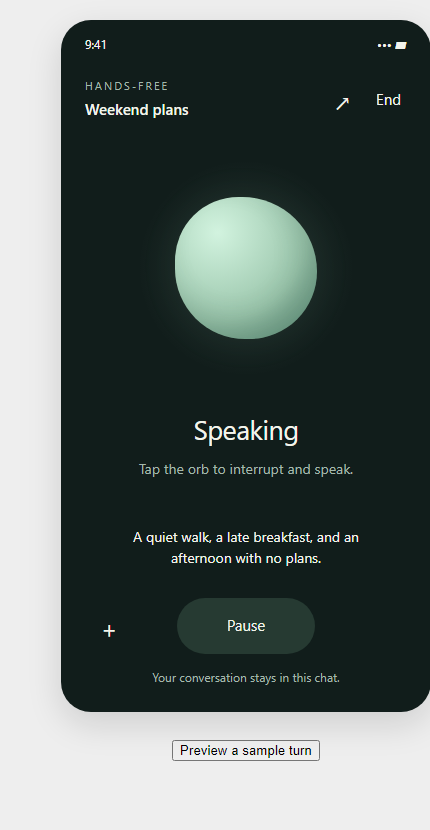 9:41
HANDS-FREE
Weekend plans
End
Speaking
Tap the orb to interrupt and speak.
A quiet walk, a late breakfast, and an
afternoon with no plans.
Pause
Your conversation stays in this chat.
Preview a sample turn